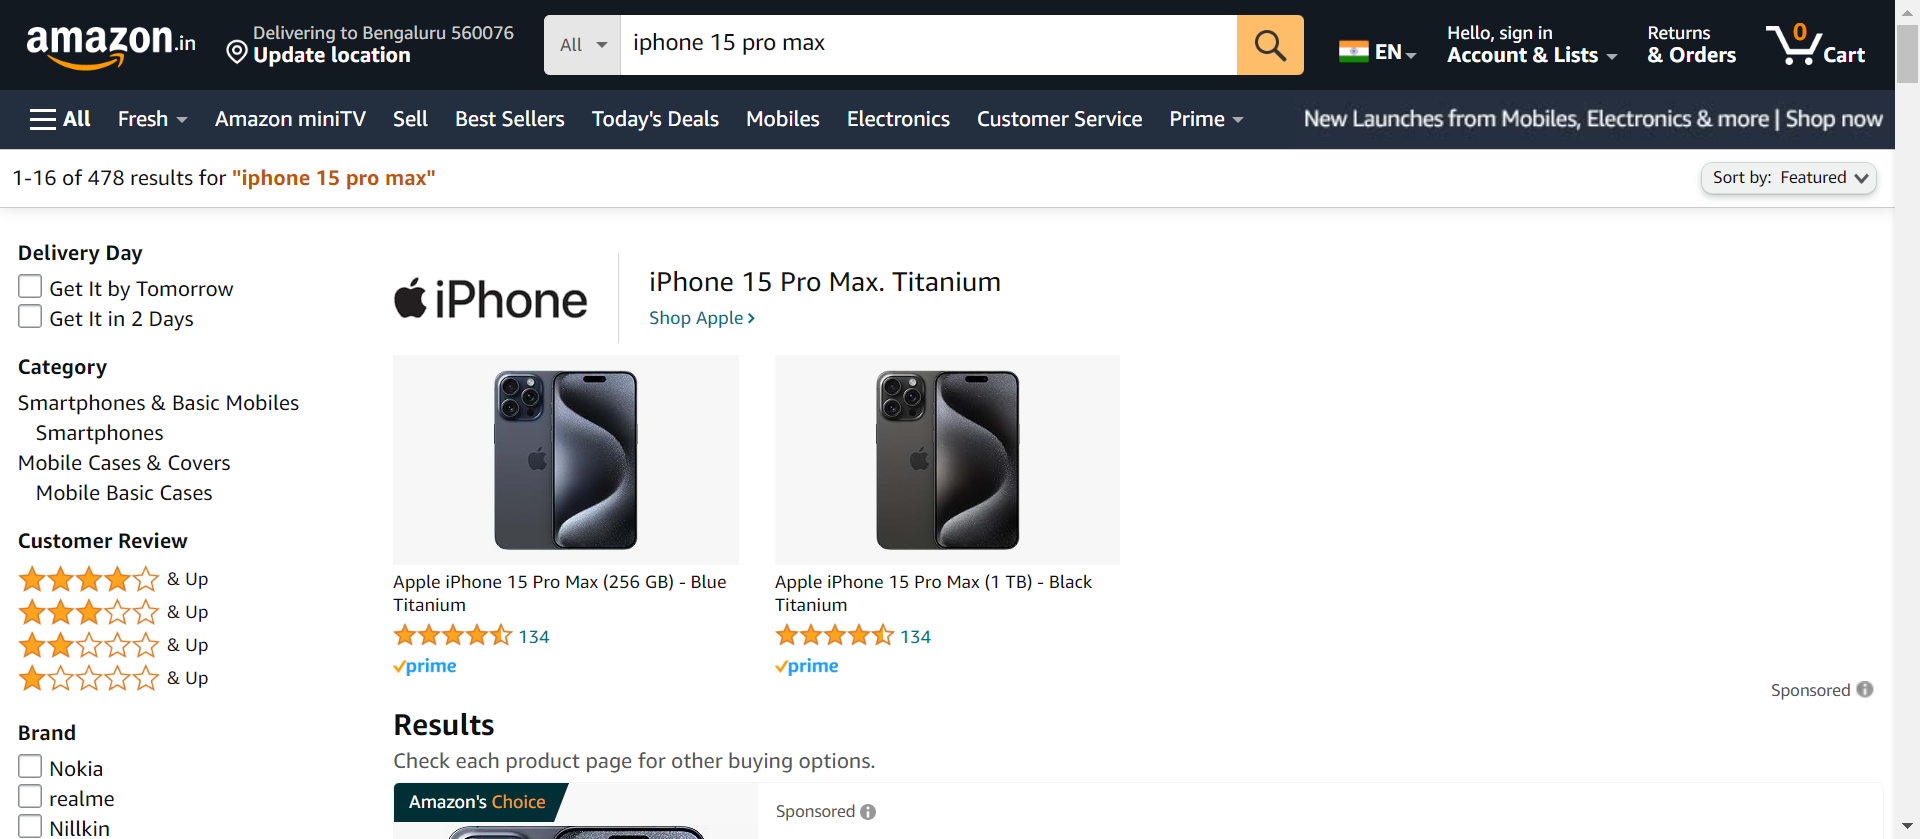 amazon.in
Delivering to Bengaluru 560076
Update location
All
iphone 15 pro max
EN
Hello, sign in
Account & Lists
Returns
& Orders
0
Cart
All
Fresh
Amazon miniTV
Sell
Best Sellers
Today's Deals
Mobiles
Electronics
Customer Service
Prime
New Launches from Mobiles, Electronics & more | Shop now
1-16 of 478 results for "iphone 15 pro max"
Sort by: Featured
Delivery Day
Get It by Tomorrow
Get It in 2 Days
Category
Smartphones & Basic Mobiles
Smartphones
Mobile Cases & Covers
Mobile Basic Cases
Customer Review
& Up
& Up
& Up
& Up
Brand
Nokia
realme
Nillkin
iPhone
iPhone 15 Pro Max. Titanium
Shop Apple
Apple iPhone 15 Pro Max (256 GB) - Blue
Titanium
134
prime
Apple iPhone 15 Pro Max (1 TB) - Black
Titanium
134
prime
Sponsored
Results
Check each product page for other buying options.
Amazon's Choice
Sponsored